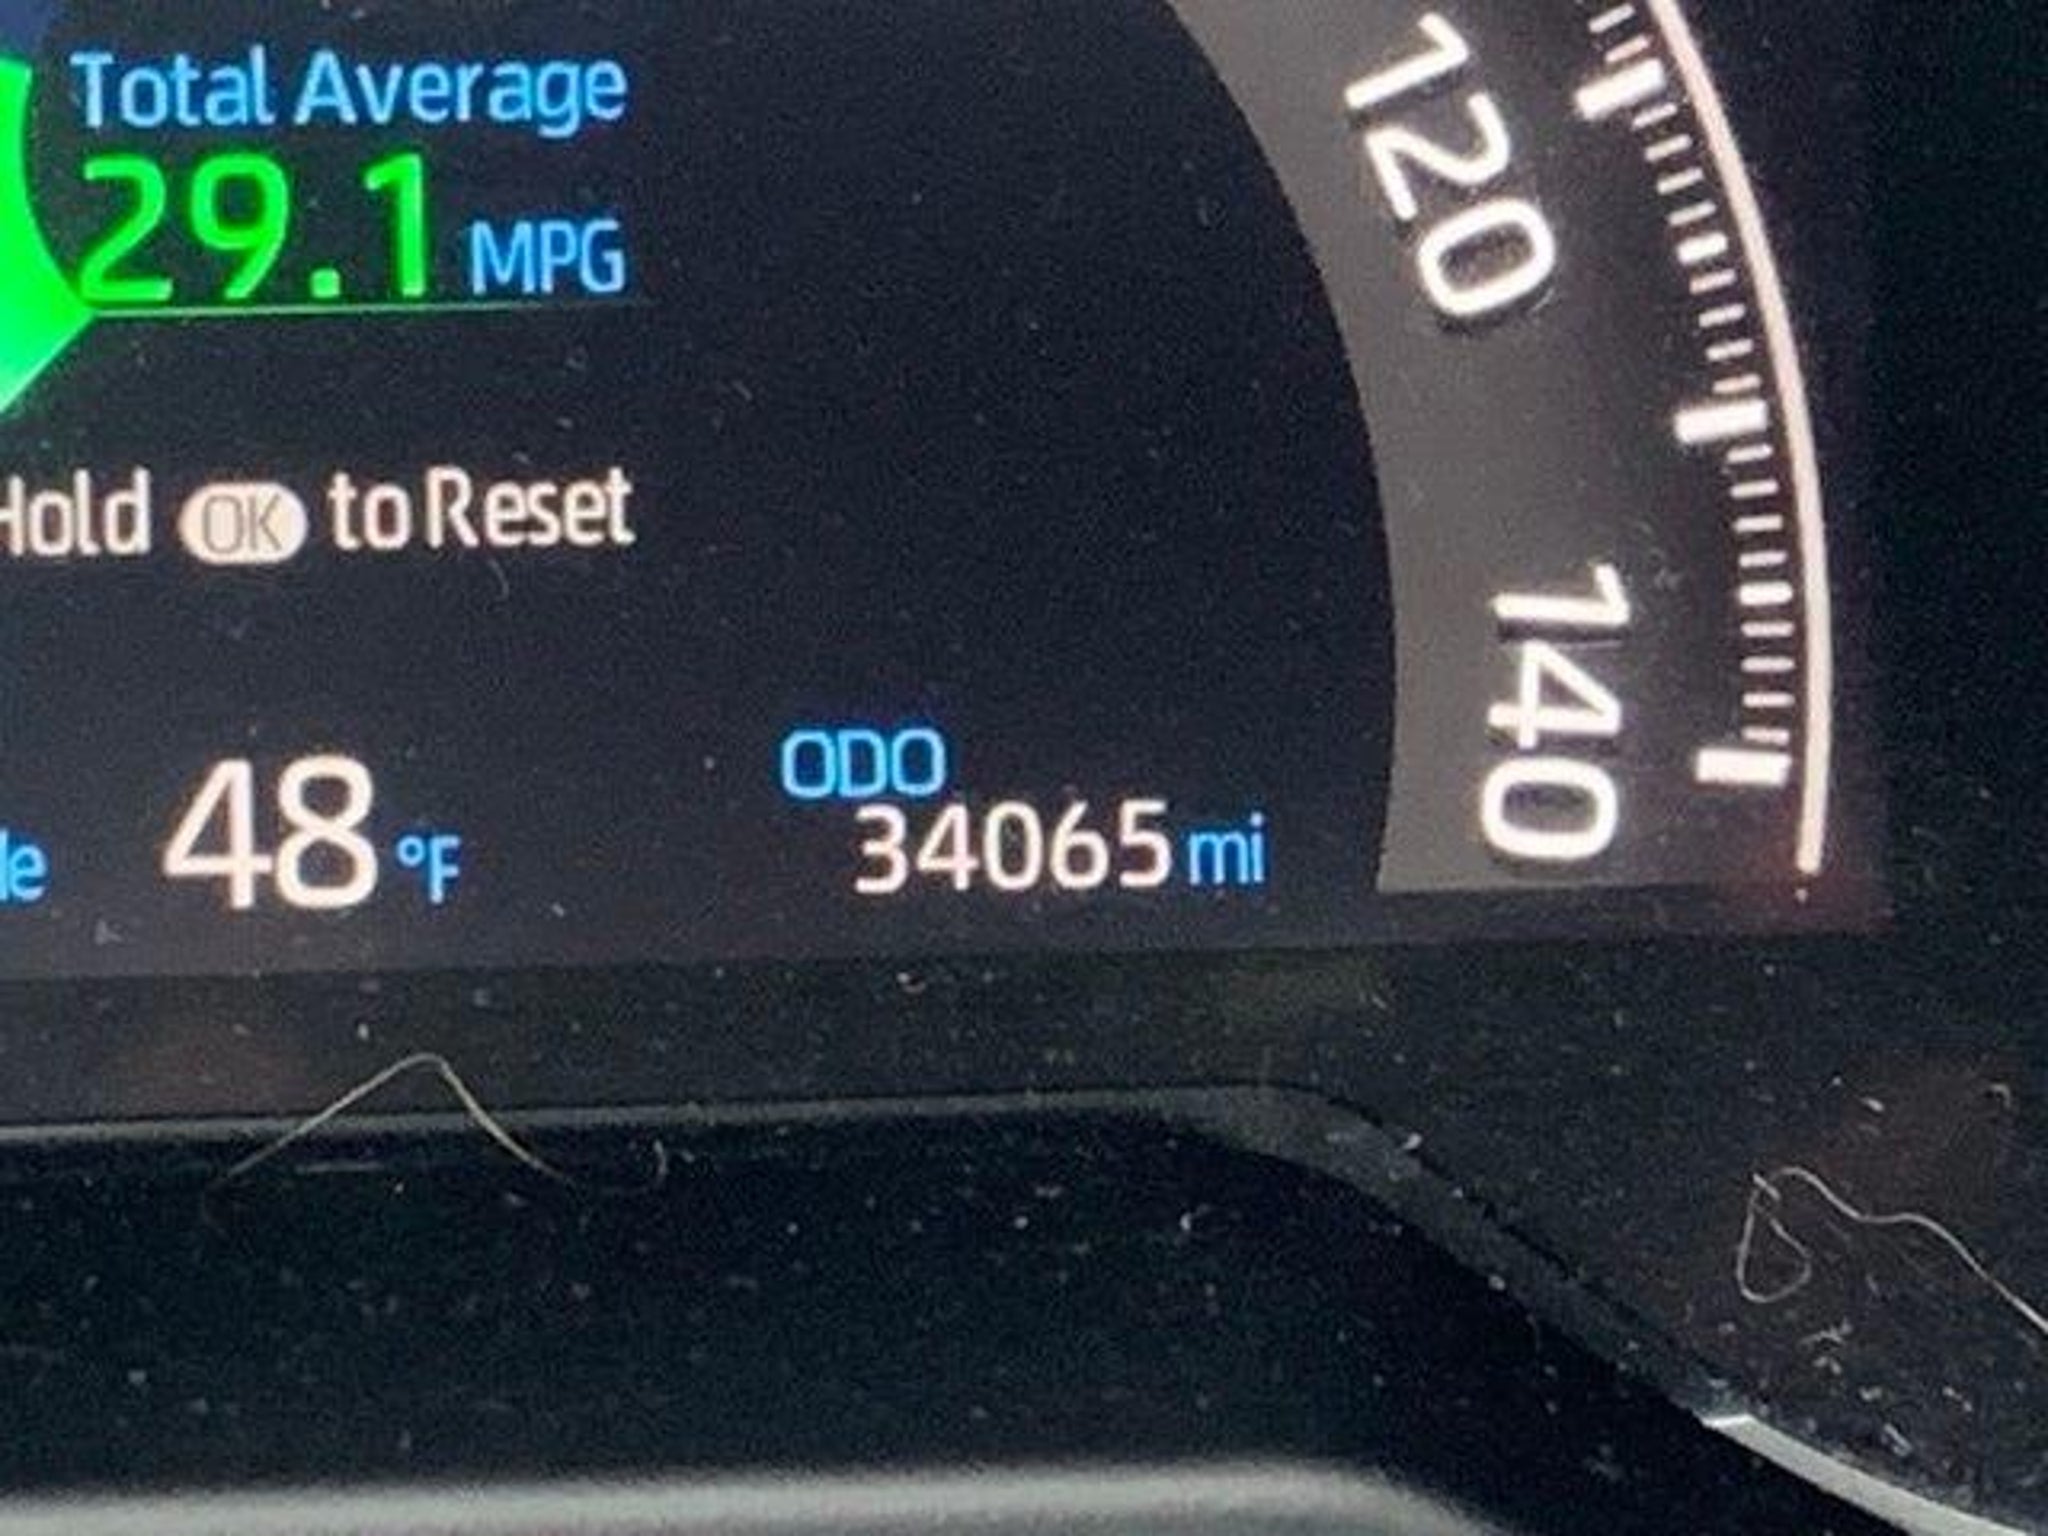 Total Average
29.1 MPG
Hold OK to Reset
120
140
ODO
48 °F
34065 mi